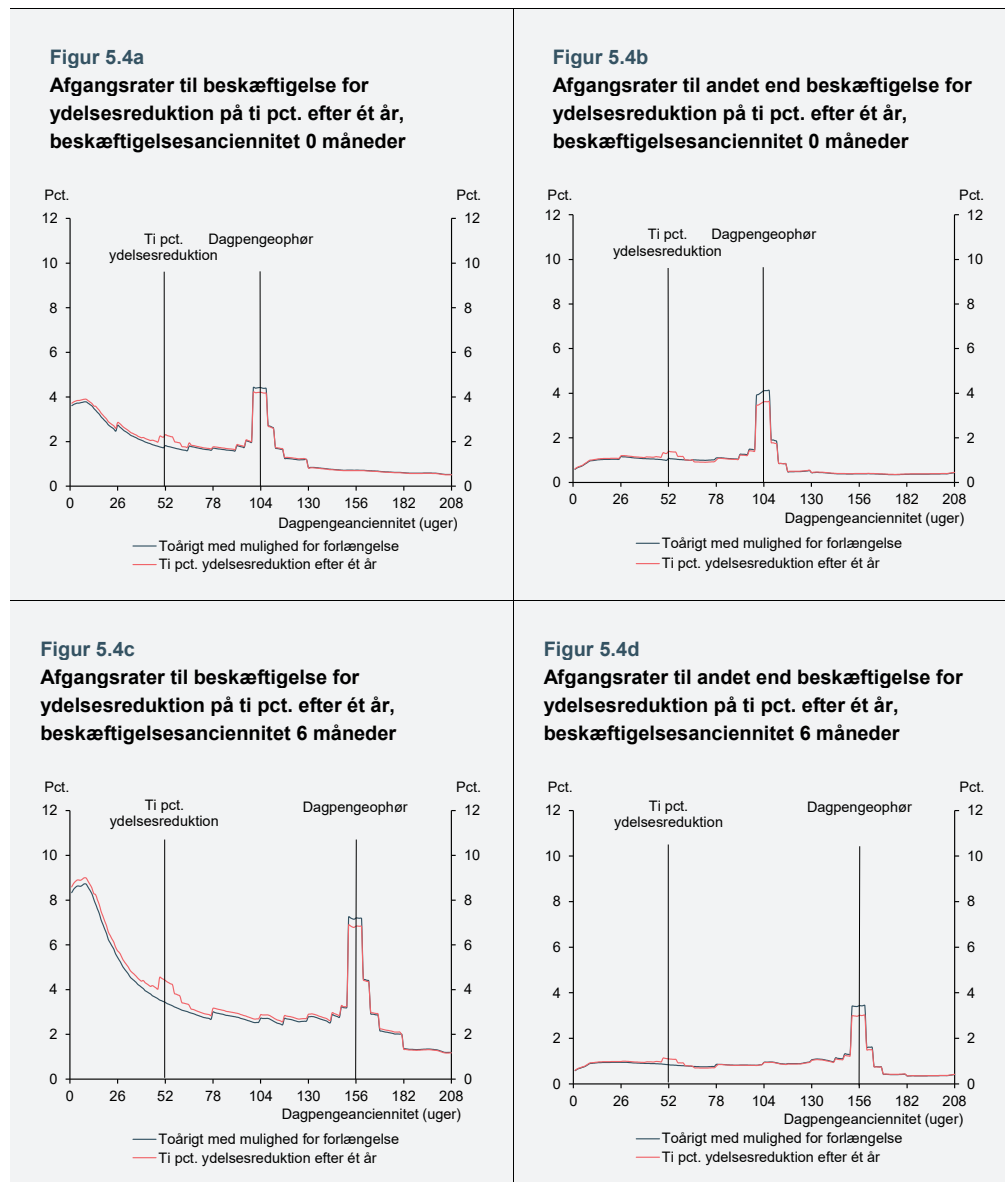 Figur 5.4a
Afgangsrater til beskæftigelse for
ydelsesreduktion på ti pct. efter ét år,
beskæftigelsesanciennitet 0 måneder
Pct.
Pct.
12
12
Ti pct.
ydelsesreduktion
Dagpengeophør
10
10
8
8
6
6
4
4
2
2
0
0
0 26 52 78 104 130 156 182 208
Dagpengeanciennitet (uger)
Toårigt med mulighed for forlængelse
Ti pct. ydelsesreduktion efter ét år
Figur 5.4b
Afgangsrater til andet end beskæftigelse for
ydelsesreduktion på ti pct. efter ét år,
beskæftigelsesanciennitet 0 måneder
Pct.
Pct.
12
12
Ti pct.
ydelsesreduktion
Dagpengeophør
10
10
8
8
6
6
4
4
2
2
0
0
0 26 52 78 104 130 156 182 208
Dagpengeanciennitet (uger)
Toårigt med mulighed for forlængelse
Ti pct. ydelsesreduktion efter ét år
Figur 5.4c
Afgangsrater til beskæftigelse for
ydelsesreduktion på ti pct. efter ét år,
beskæftigelsesanciennitet 6 måneder
Pct.
Pct.
12
12
Ti pct.
ydelsesreduktion
Dagpengeophør
10
10
8
8
6
6
4
4
2
2
0
0
0 26 52 78 104 130 156 182 208
Dagpengeanciennitet (uger)
Toårigt med mulighed for forlængelse
Ti pct. ydelsesreduktion efter ét år
Figur 5.4d
Afgangsrater til andet end beskæftigelse for
ydelsesreduktion på ti pct. efter ét år,
beskæftigelsesanciennitet 6 måneder
Pct.
Pct.
12
12
Ti pct.
ydelsesreduktion
Dagpengeophør
10
10
8
8
6
6
4
4
2
2
0
0
0 26 52 78 104 130 156 182 208
Dagpengeanciennitet (uger)
Toårigt med mulighed for forlængelse
Ti pct. ydelsesreduktion efter ét år